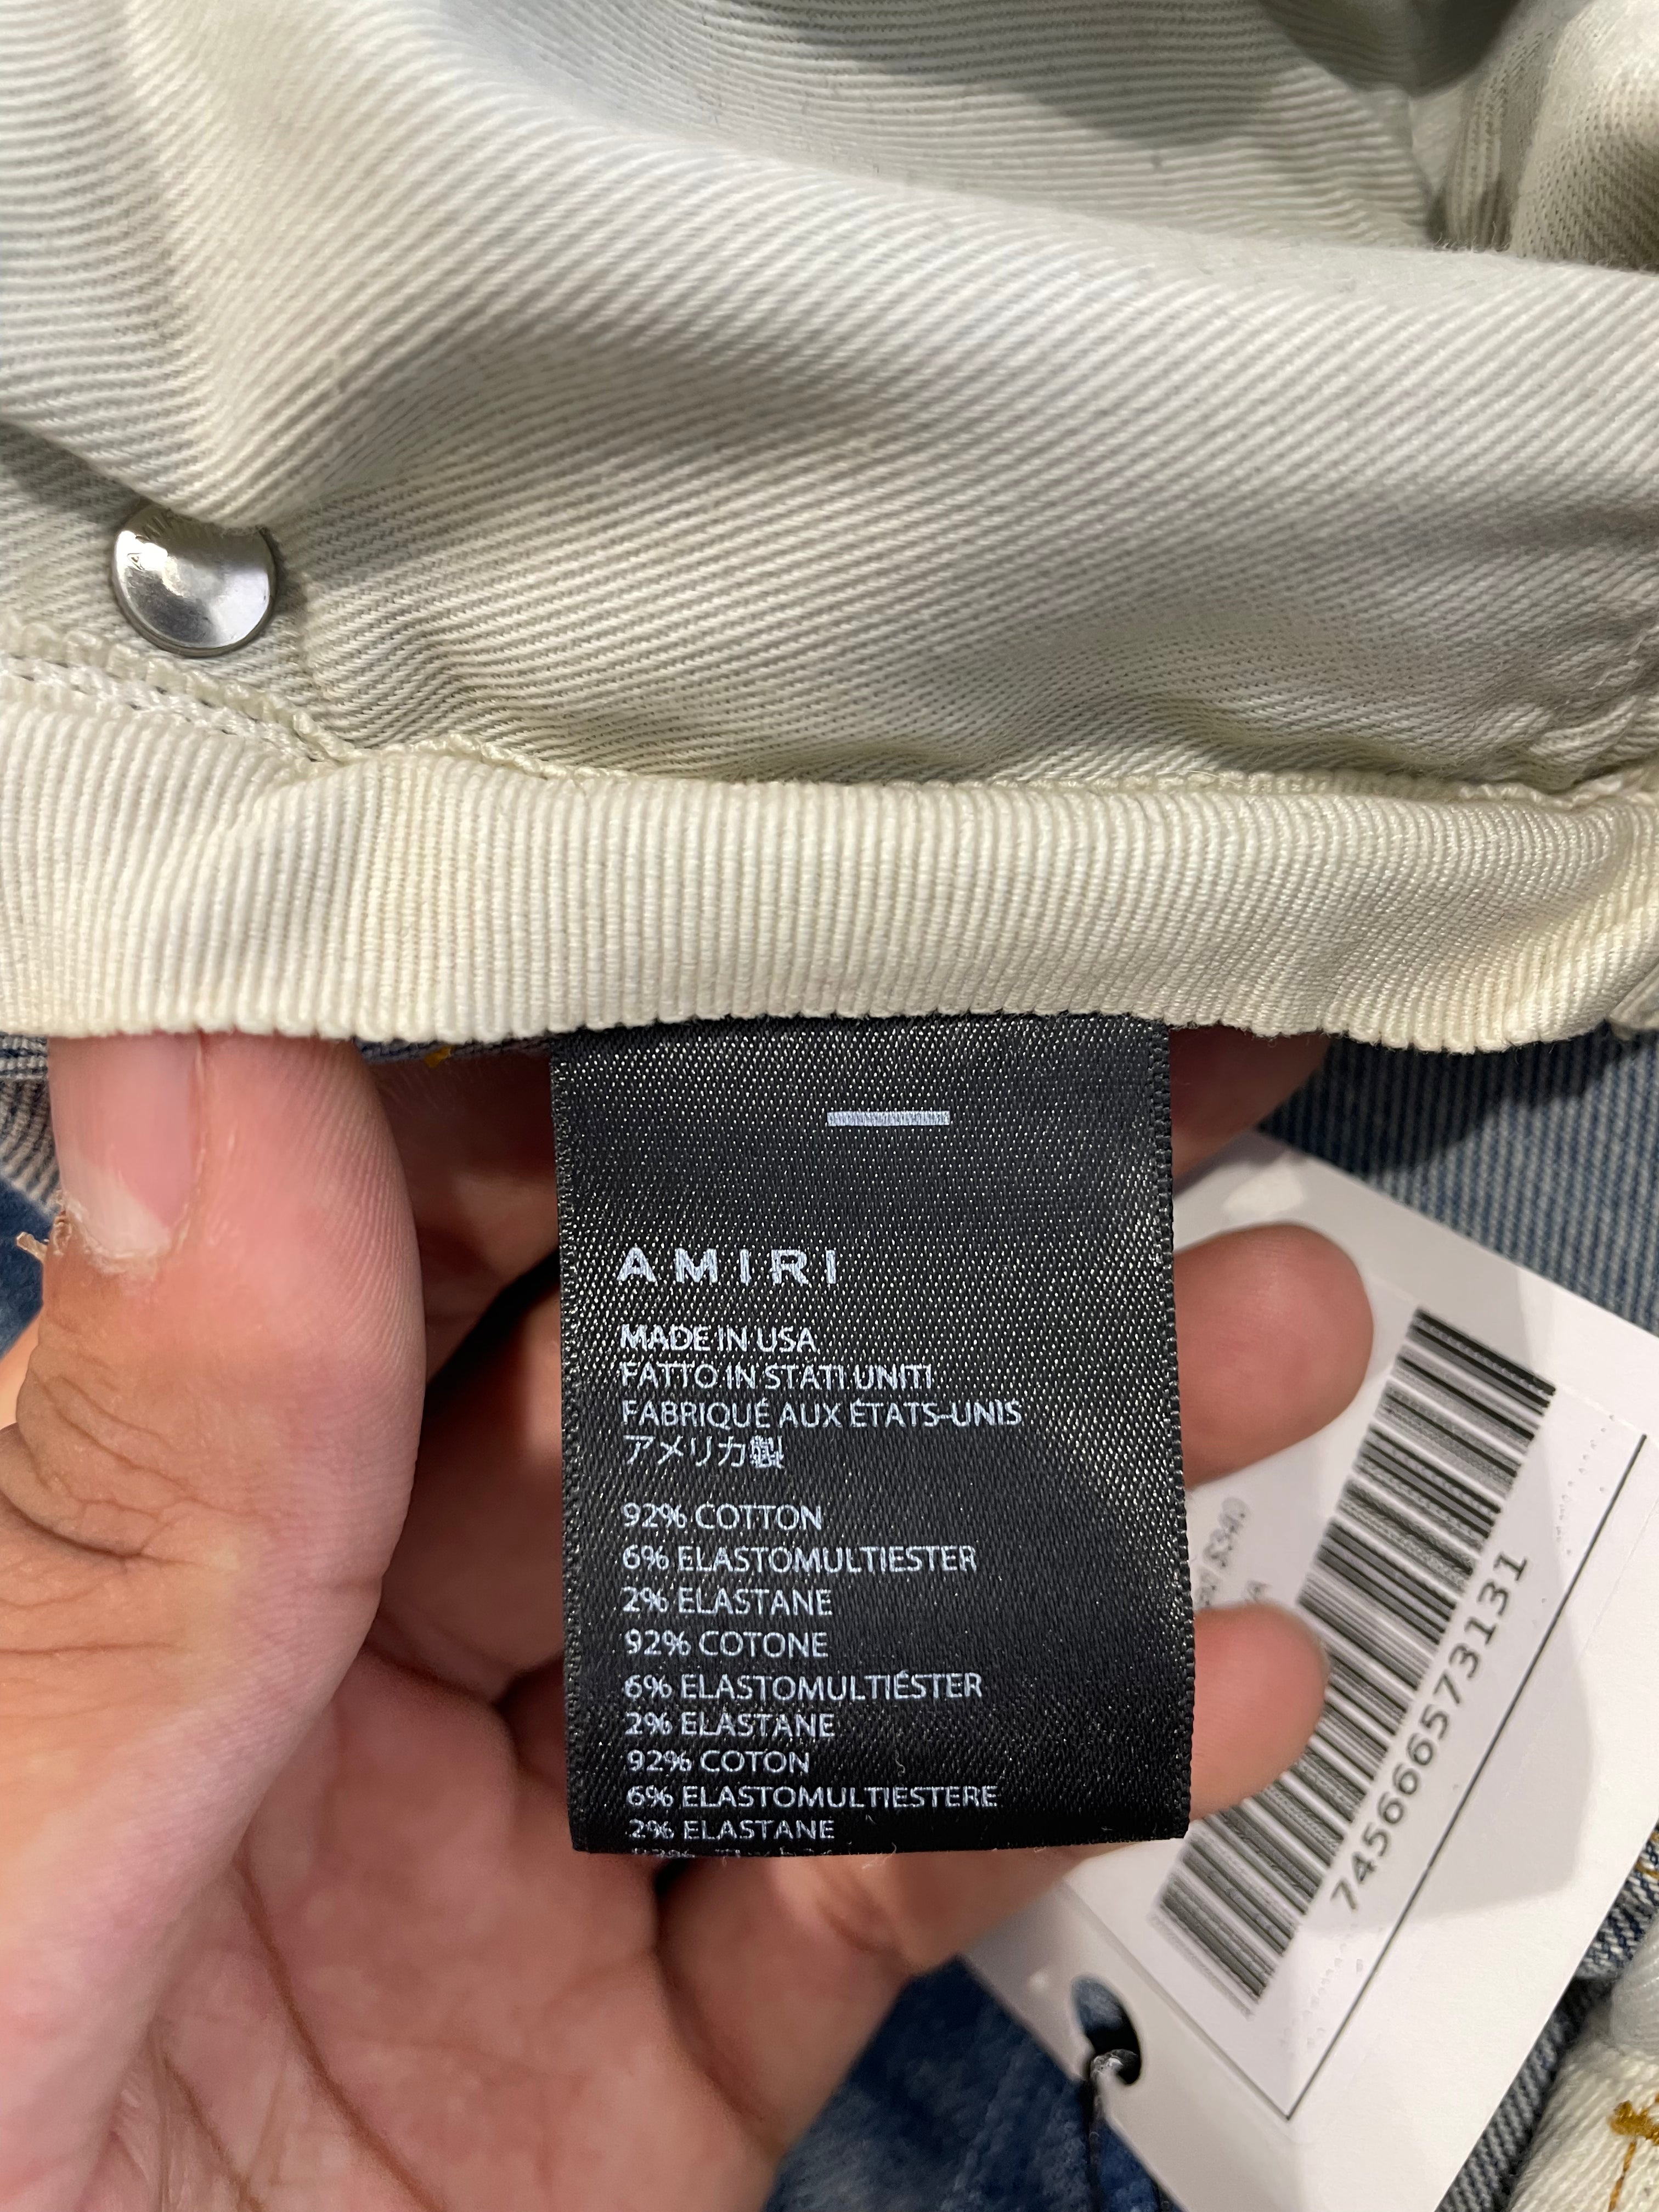 AMIRI
MADE IN USA
FATTO IN STATI UNITI
FABRIQUÉ AUX ÉTATS-UNIS
アメリカ製
92% COTTON
6% ELASTOMULTIESTER
2% ELASTANE
92% COTONE
6% ELASTOMULTIÉSTER
2% ELASTANE
92% COTON
6% ELASTOMULTIESTERE
2% ELASTANE
745666573131